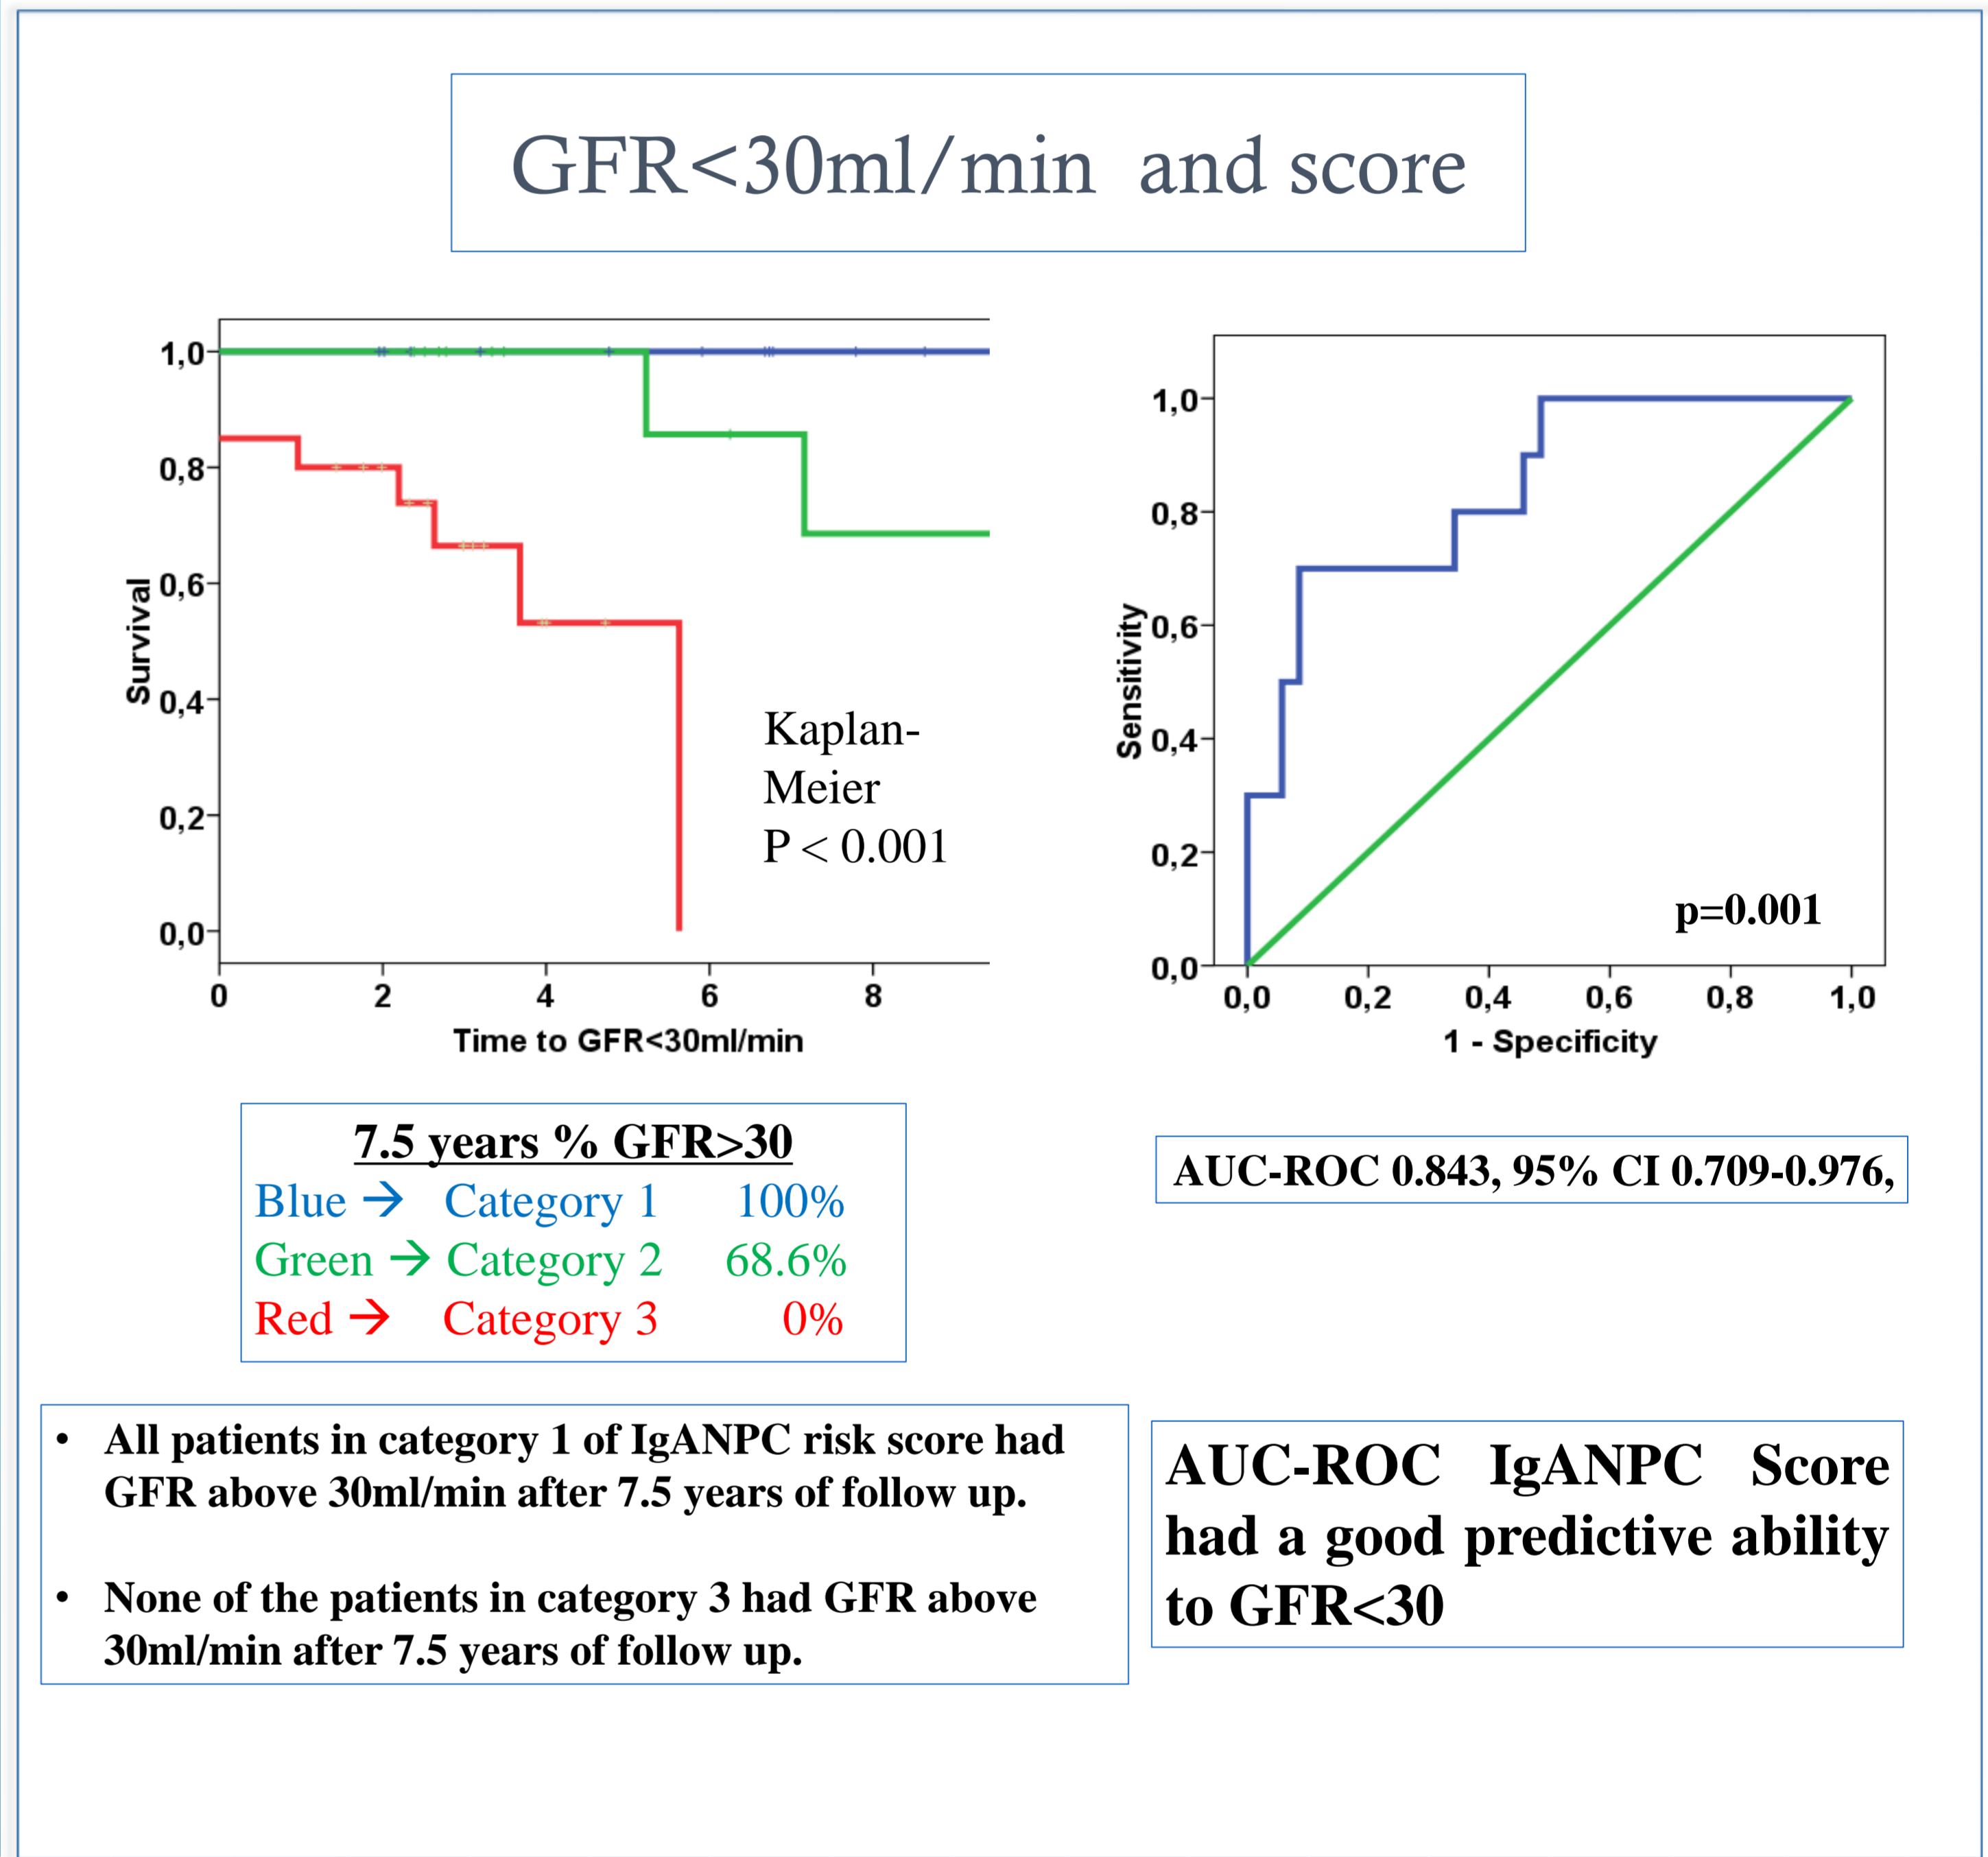 GFR<30ml/min and score
1,0
0,8
0,6
0,4
0,2
0,0
Survival
0 2 4 6 8
Time to GFR<30ml/min
Kaplan-
Meier
P < 0.001
1,0
0,8
0,6
0,4
0,2
0,0
Sensitivity
0,0 0,2 0,4 0,6 0,8 1,0
1 - Specificity
p=0.001
7.5 years % GFR>30
Blue → Category 1 100%
Green → Category 2 68.6%
Red → Category 3 0%
AUC-ROC 0.843, 95% CI 0.709-0.976,
• All patients in category 1 of IgANPC risk score had
GFR above 30ml/min after 7.5 years of follow up.
• None of the patients in category 3 had GFR above
30ml/min after 7.5 years of follow up.
AUC-ROC IgANPC Score
had a good predictive ability
to GFR<30